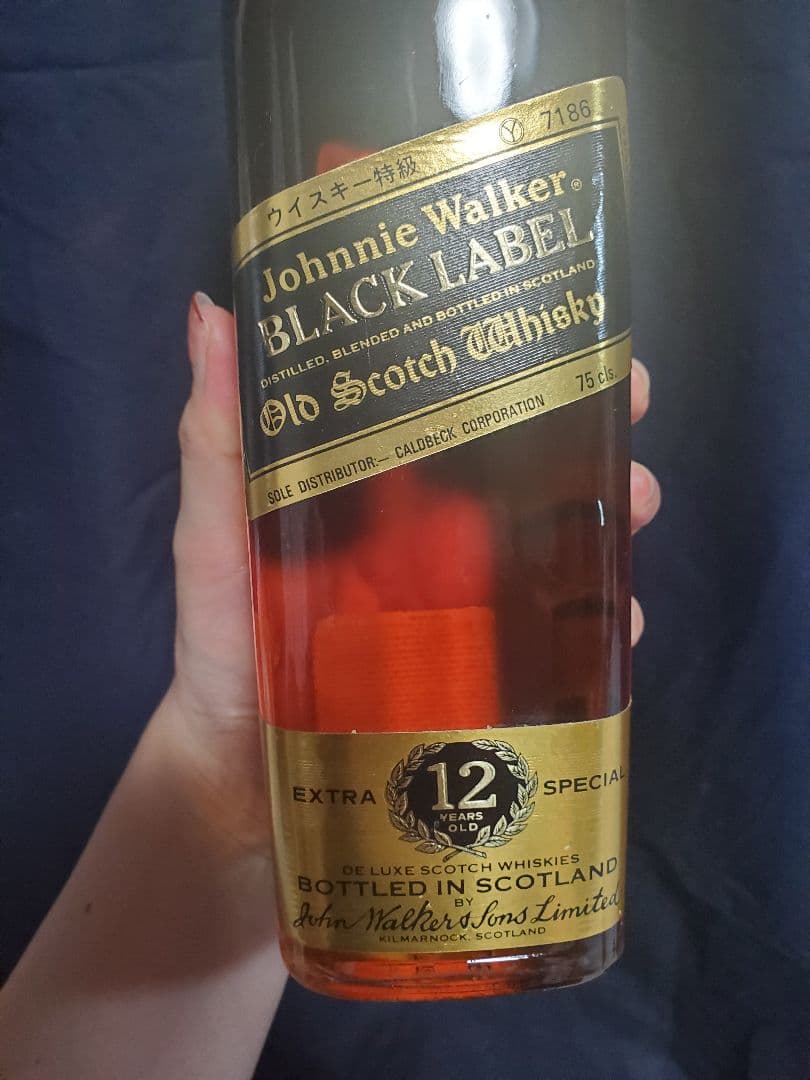 ウイスキー特級 Ⓨ 7186
Johnnie Walker®
BLACK LABEL
DISTILLED, BLENDED AND BOTTLED IN SCOTLAND
Old Scotch Whisky
75 cls.
SOLE DISTRIBUTOR:— CALDBECK CORPORATION
EXTRA 12 SPECIAL
YEARS
OLD
DE LUXE SCOTCH WHISKIES
BOTTLED IN SCOTLAND
BY
John Walker & Sons Limited
KILMARNOCK, SCOTLAND